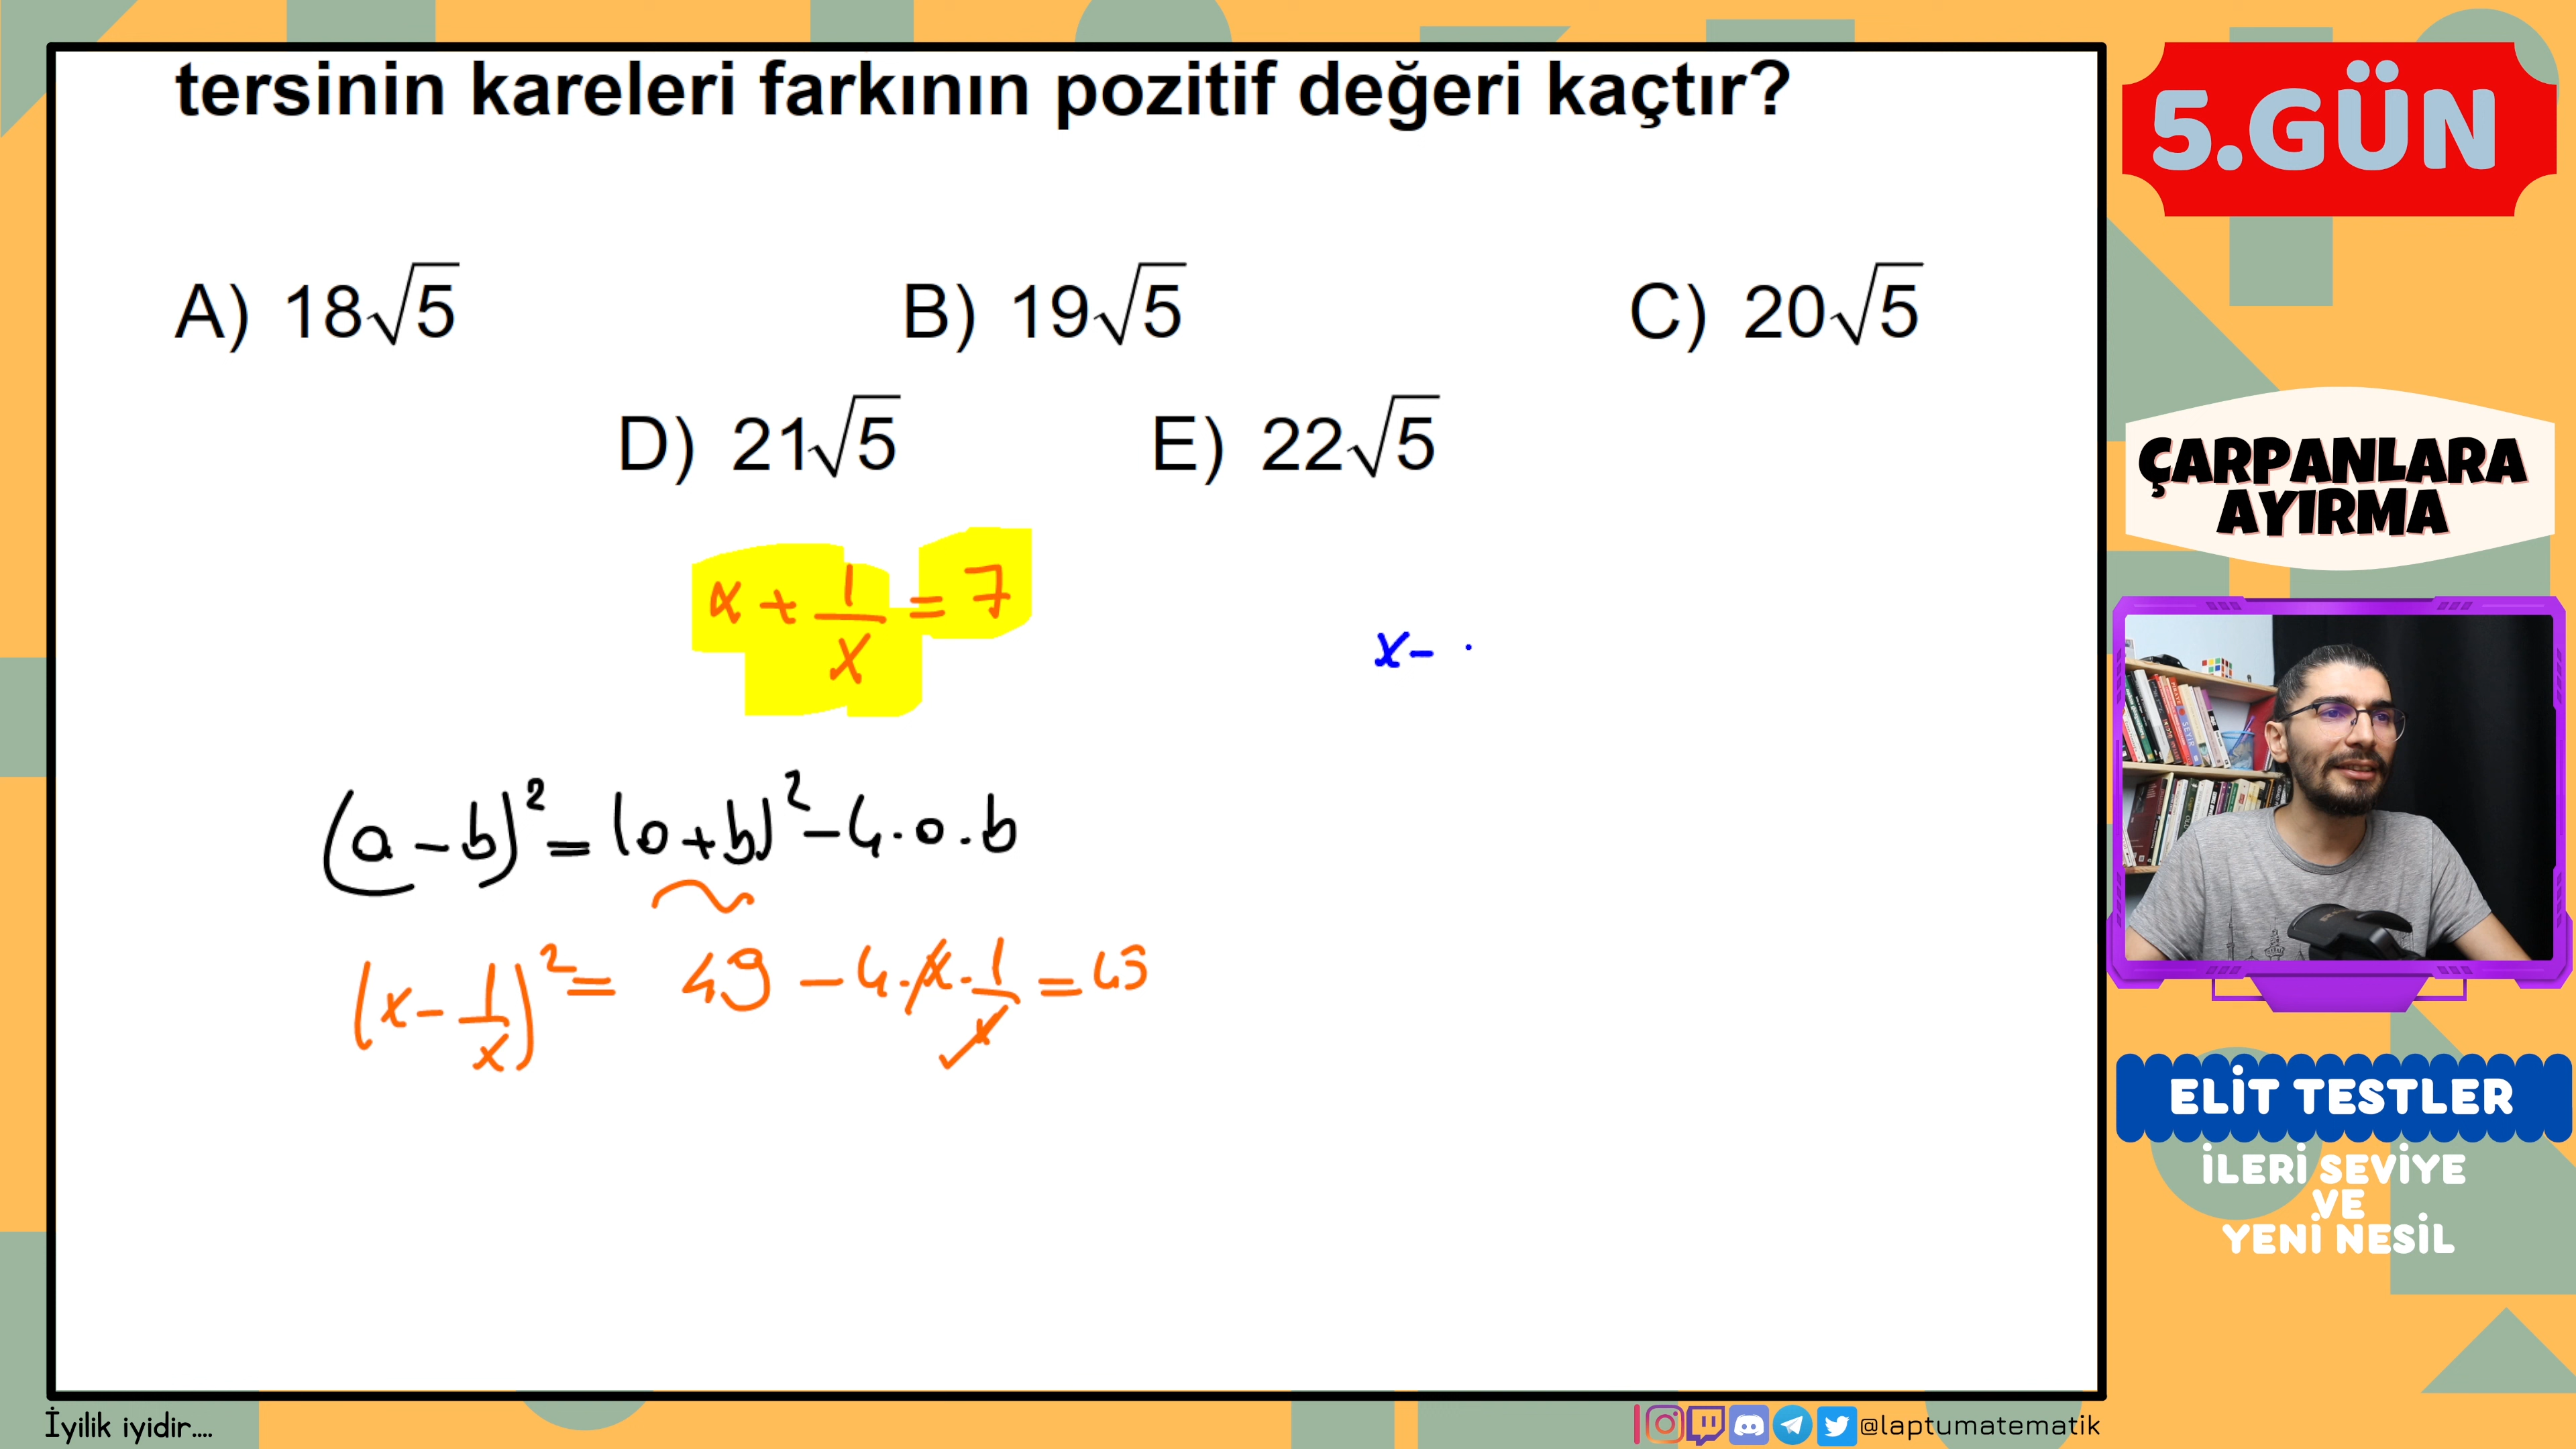 tersinin kareleri farkının pozitif değeri kaçtır?
A) 18√5
B) 19√5
C) 20√5
D) 21√5
E) 22√5
x + 1/x = 7
x -
(a - b)² = (a + b)² - 4 . a . b
(x - 1/x)² = 49 - 4 . x . 1/x = 45
5.GÜN
ÇARPANLARA
AYIRMA
ELİT TESTLER
İLERİ SEVİYE
VE
YENİ NESİL
İyilik iyidir....
@laptumatematik